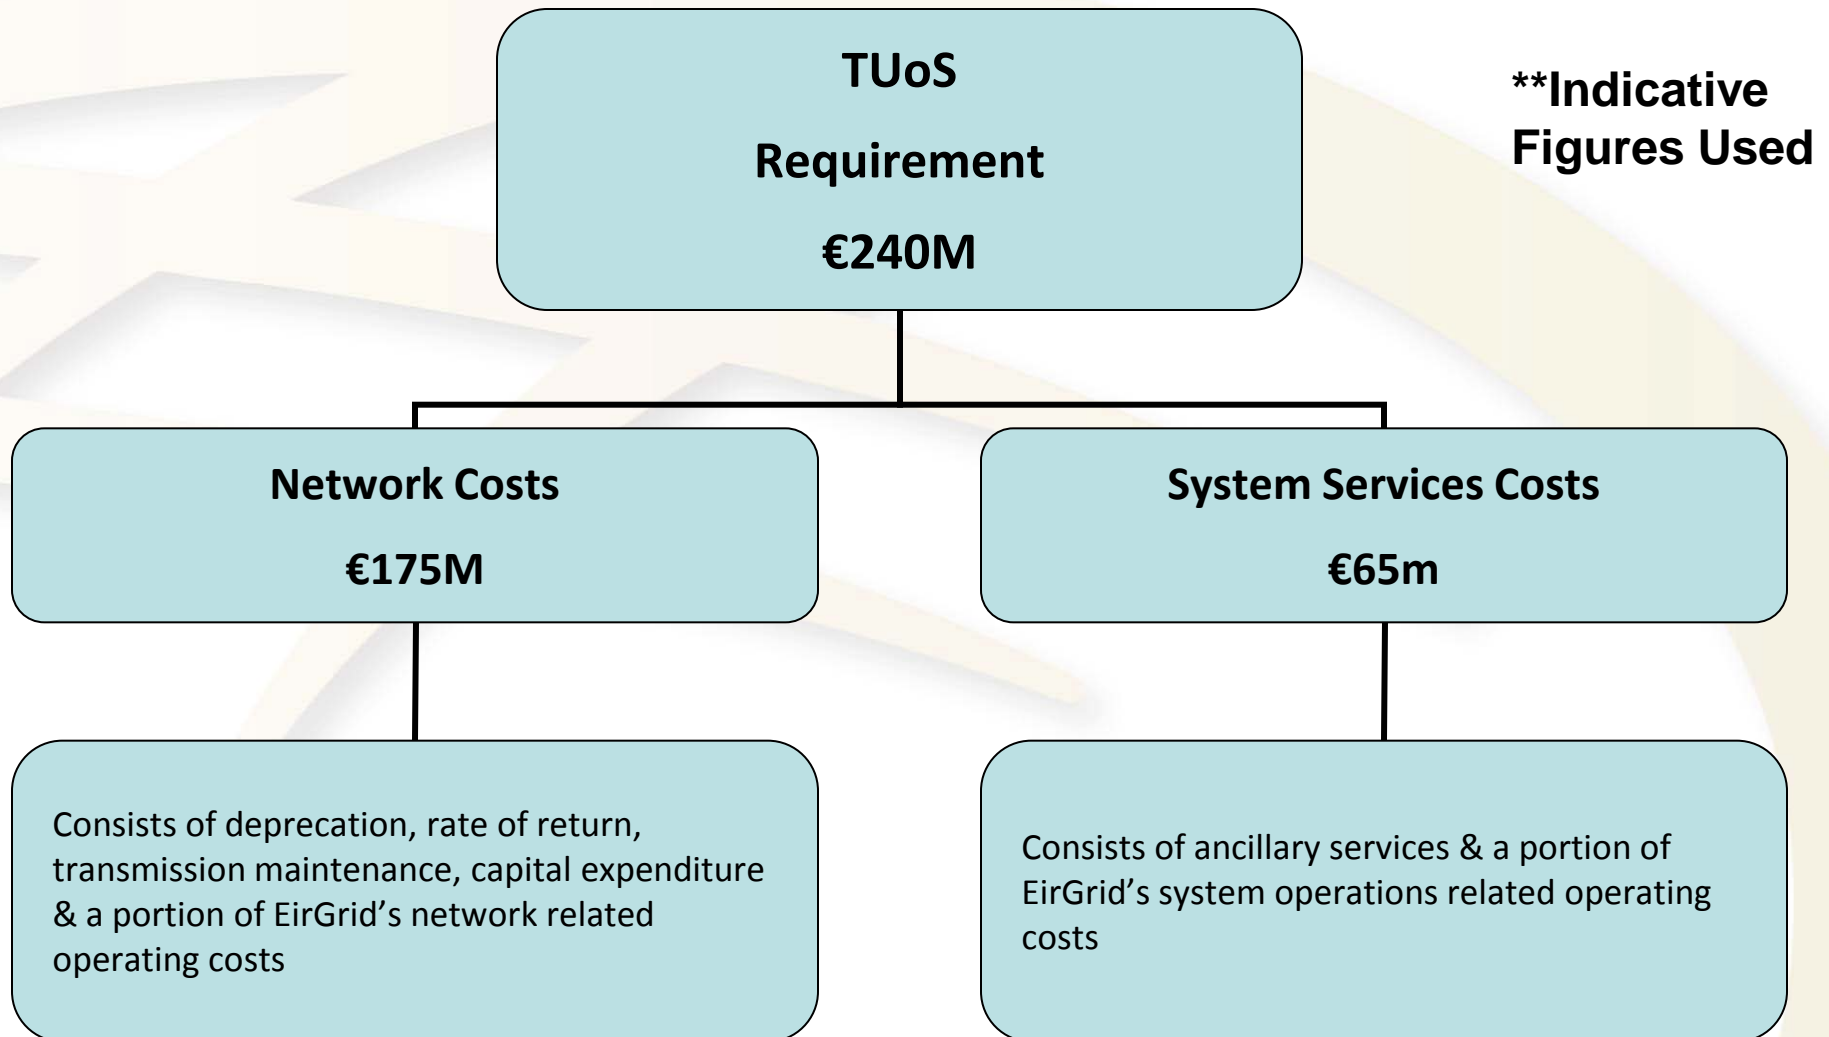 TUoS
Requirement
€240M
**Indicative
Figures Used
Network Costs
€175M
System Services Costs
€65m
Consists of deprecation, rate of return,
transmission maintenance, capital expenditure
& a portion of EirGrid’s network related
operating costs
Consists of ancillary services & a portion of
EirGrid’s system operations related operating
costs